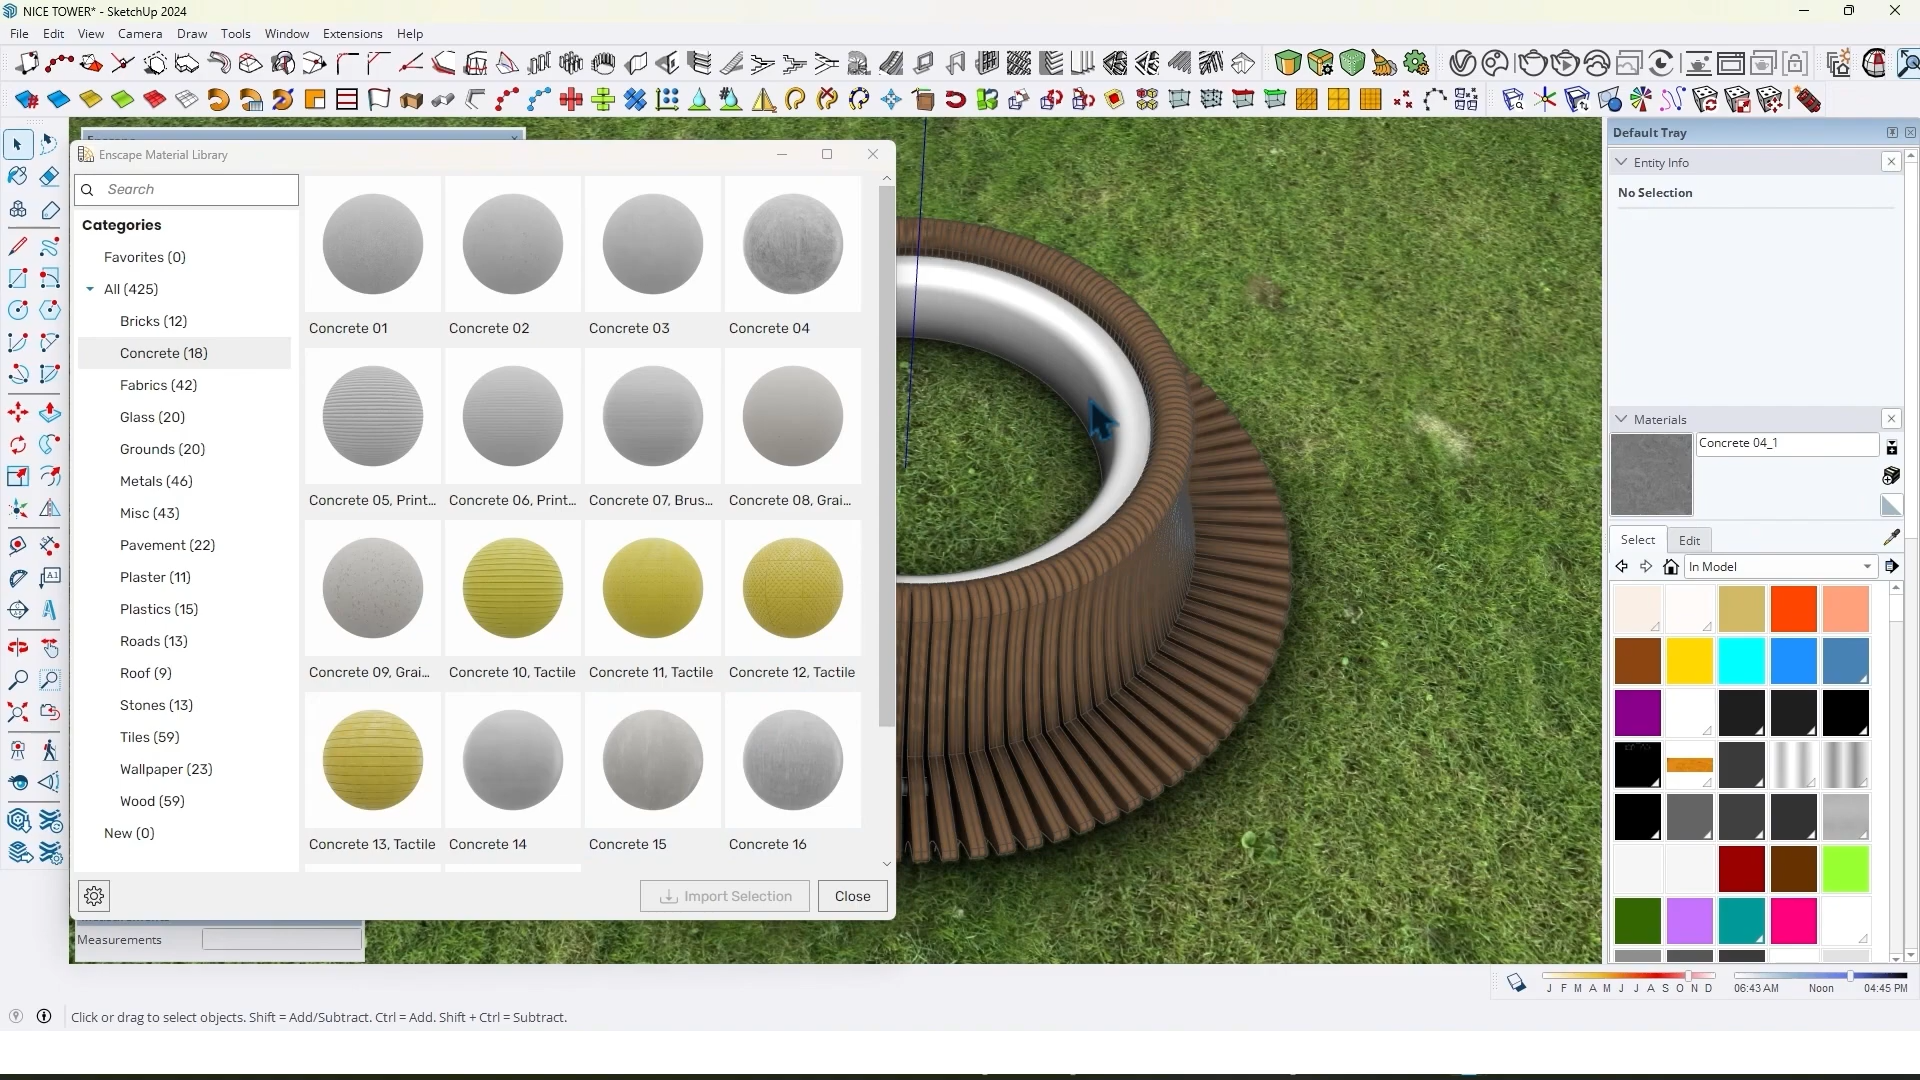 NICE TOWER* - SketchUp 2024
File Edit View Camera Draw Tools Window Extensions Help
Default Tray
Enscape Material Library
Entity Info
Search
No Selection
Categories
Favorites (0)
All (425)
Bricks (12)
Concrete 01 Concrete 02 Concrete 03 Concrete 04
Concrete (18)
Fabrics (42)
Glass (20)
Materials
Grounds (20)
Concrete 04_1
Metals (46)
Concrete 05, Print... Concrete 06, Print... Concrete 07, Brus... Concrete 08, Grai...
Misc (43)
Pavement (22)
Select Edit
In Model
Plaster (11)
Plastics (15)
Roads (13)
Roof (9)
Concrete 09, Grai... Concrete 10, Tactile Concrete 11, Tactile Concrete 12, Tactile
Stones (13)
Tiles (59)
Wallpaper (23)
Wood (59)
New (0)
Concrete 13, Tactile Concrete 14 Concrete 15 Concrete 16
Import Selection Close
Measurements
J F M A M J J A S O N D 06:43 AM Noon 04:45 PM
Click or drag to select objects. Shift = Add/Subtract. Ctrl = Add. Shift + Ctrl = Subtract.